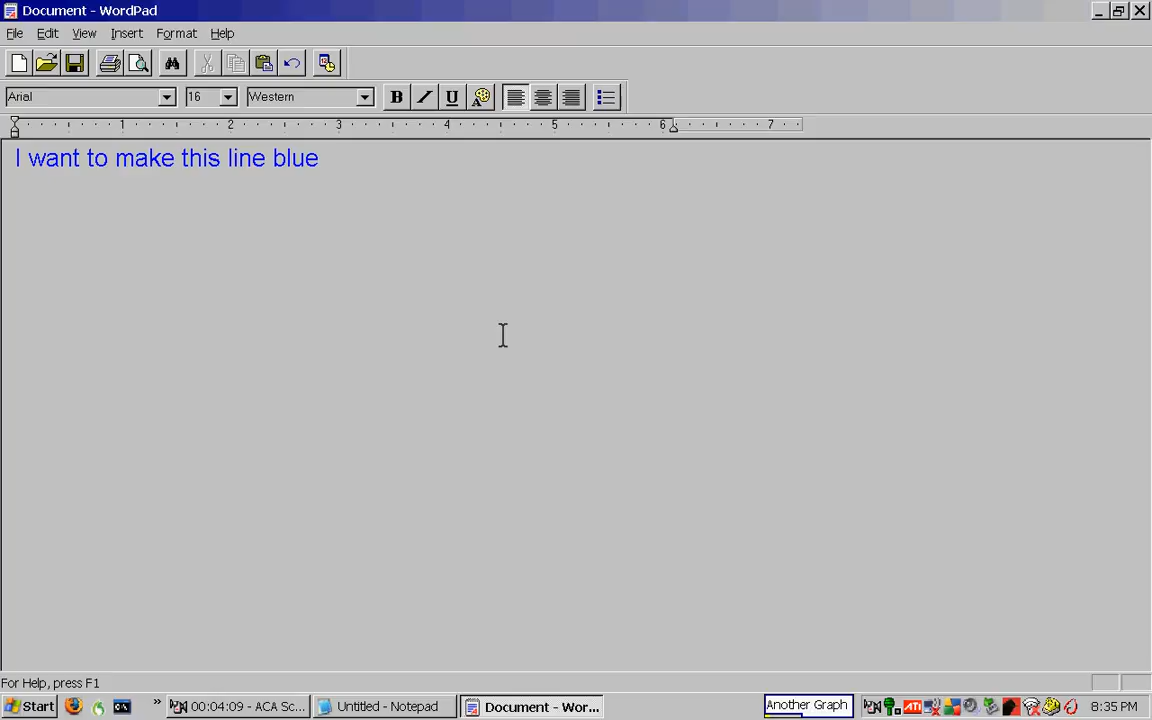 Document - WordPad
File Edit View Insert Format Help
Arial 16 Western B I U A
1 2 3 4 5 6 7
I want to make this line blue
For Help, press F1
Start » 00:04:09 - ACA Sc... Untitled - Notepad Document - Wor... Another Graph ATI 8:35 PM